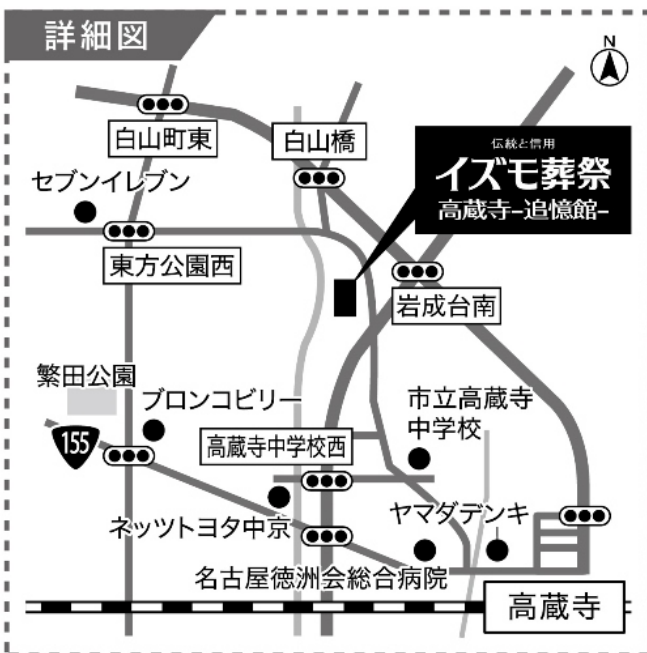 詳細図
N
白山町東
白山橋
伝統と信用
イズモ葬祭
高蔵寺−追憶館−
セブンイレブン
東方公園西
岩成台南
繁田公園
ブロンコビリー
市立高蔵寺
中学校
155
高蔵寺中学校西
ネッツトヨタ中京
ヤマダデンキ
名古屋徳洲会総合病院
高蔵寺